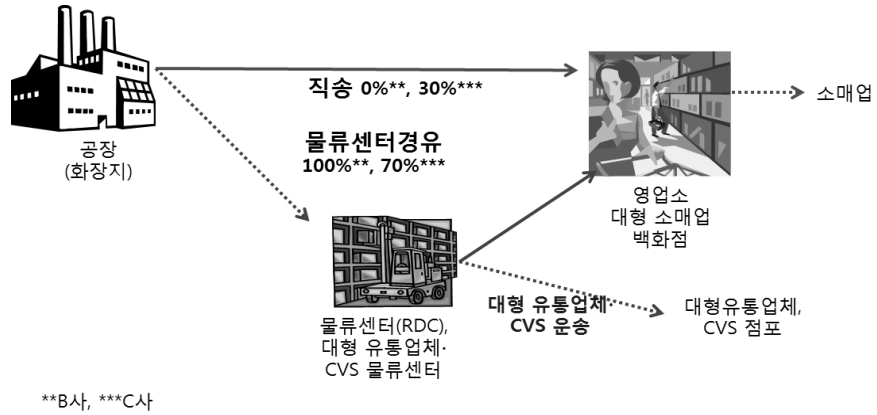 직송 0%**, 30%***
소매업
공장
(화장지)
물류센터경유
100%**, 70%***
영업소
대형 소매업
백화점
물류센터(RDC),
대형 유통업체·
CVS 물류센터
대형 유통업체·
CVS 운송
대형유통업체,
CVS 점포
**B사, ***C사